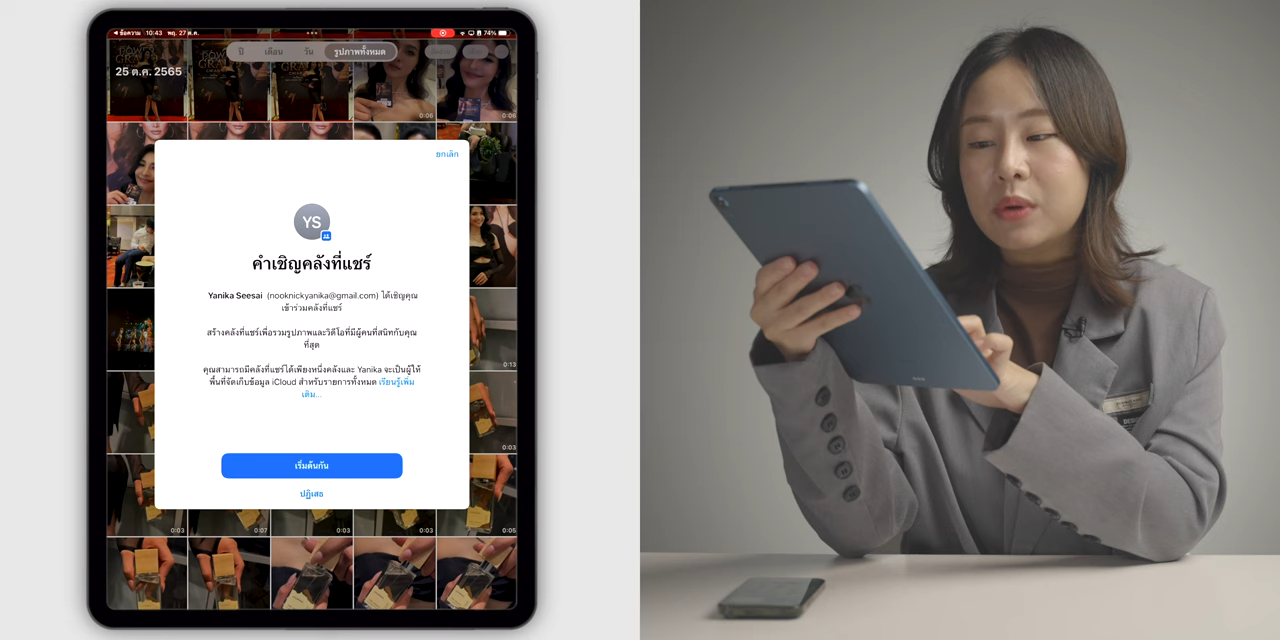 ข้อความ 10:43 พฤ. 27 ต.ค. 74%
ปี เดือน วัน รูปภาพทั้งหมด
25 ต.ค. 2565
0:06
0:06
ยกเลิก
YS
คำเชิญคลังที่แชร์
Yanika Seesai (nooknickyanika@gmail.com) ได้เชิญคุณ
เข้าร่วมคลังที่แชร์
สร้างคลังที่แชร์เพื่อรวมรูปภาพและวิดีโอที่มีผู้คนที่สนิทกับคุณ
ที่สุด
0:13
คุณสามารถมีคลังที่แชร์ได้เพียงหนึ่งคลังและ Yanika จะเป็นผู้ให้
พื้นที่จัดเก็บข้อมูล iCloud สำหรับรายการทั้งหมด เรียนรู้เพิ่ม
เติม...
0:03
เริ่มต้นกัน
ปฏิเสธ
0:03
0:07
0:03
0:03
0:05